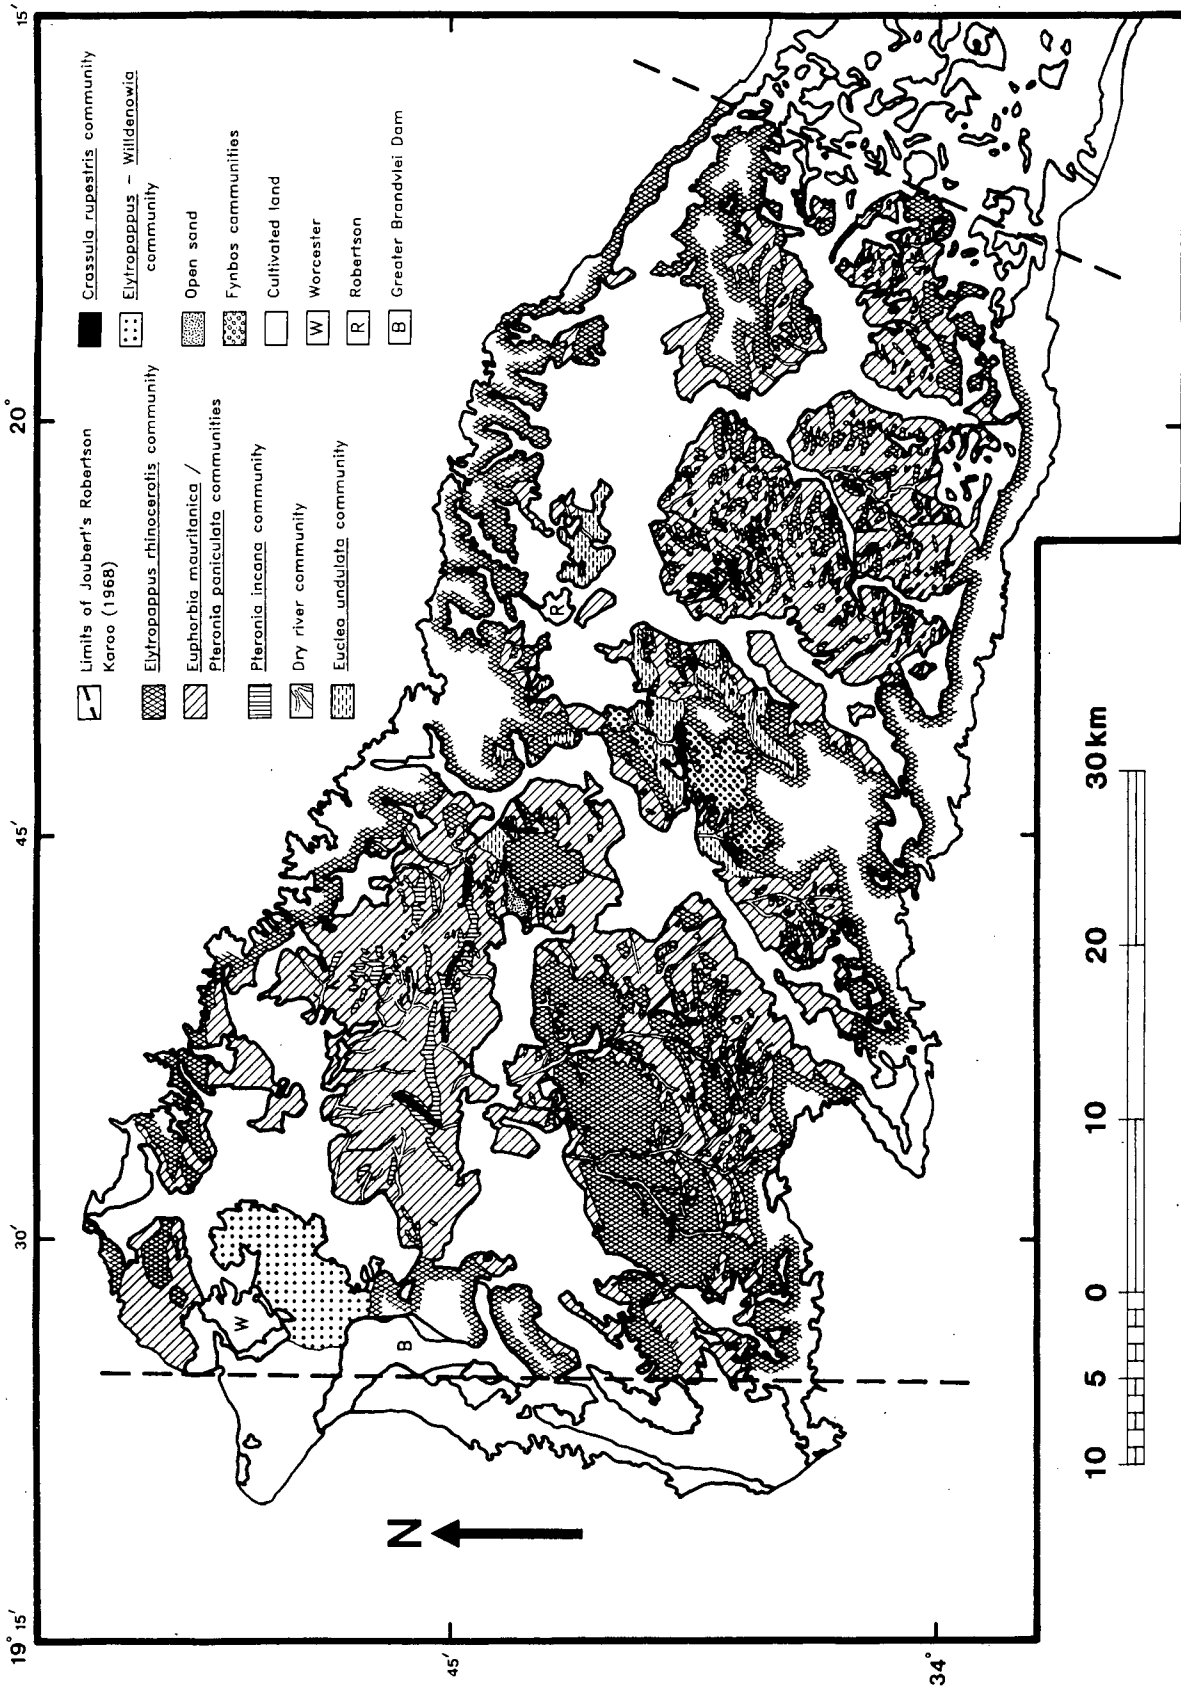 19° 15′
30′
45′
20°
15′
45′
34°
Limits of Joubert's Robertson
Karoo (1968)
Elytropappus rhinocerotis community
Euphorbia mauritanica /
Pteronia paniculata communities
Pteronia incana community
Dry river community
Euclea undulata community
Crassula rupestris community
Elytropappus – Willdenowia
community
Open sand
Fynbos communities
Cultivated land
W Worcester
R Robertson
B Greater Brandvlei Dam
W
B
R
N
10 5 0 10 20 30km